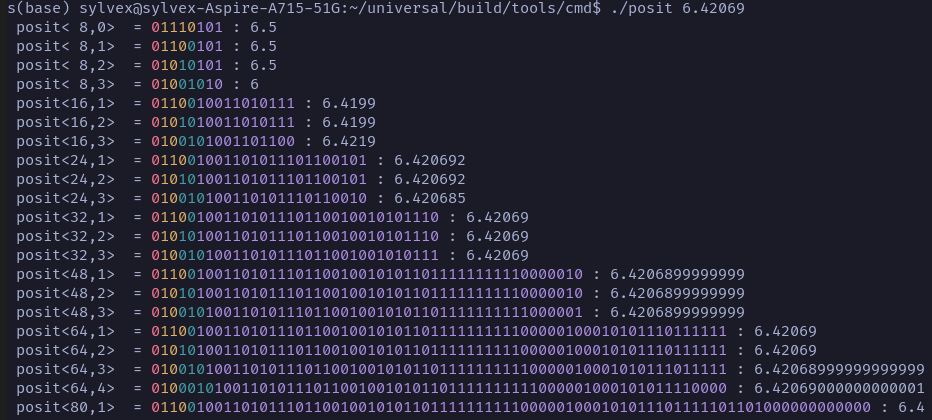 s(base) sylvex@sylvex-Aspire-A715-51G:~/universal/build/tools/cmd$ ./posit 6.42069
posit< 8,0>  = 01110101 : 6.5
posit< 8,1>  = 01100101 : 6.5
posit< 8,2>  = 01010101 : 6.5
posit< 8,3>  = 01001010 : 6
posit<16,1>  = 0110010011010111 : 6.4199
posit<16,2>  = 0101010011010111 : 6.4199
posit<16,3>  = 0100101001101100 : 6.4219
posit<24,1>  = 011001001101011101100101 : 6.420692
posit<24,2>  = 010101001101011101100101 : 6.420692
posit<24,3>  = 010010100110101110110010 : 6.420685
posit<32,1>  = 01100100110101110110010010101110 : 6.42069
posit<32,2>  = 01010100110101110110010010101110 : 6.42069
posit<32,3>  = 01001010011010111011001001010111 : 6.42069
posit<48,1>  = 011001001101011101100100101011011111111110000010 : 6.4206899999999
posit<48,2>  = 010101001101011101100100101011011111111110000010 : 6.4206899999999
posit<48,3>  = 010010100110101110110010010101101111111111000001 : 6.4206899999999
posit<64,1>  = 0110010011010111011001001010110111111111100000100010101110111111 : 6.42069
posit<64,2>  = 0101010011010111011001001010110111111111100000100010101110111111 : 6.42069
posit<64,3>  = 0100101001101011101100100101011011111111110000010001010111011111 : 6.42068999999999999
posit<64,4>  = 0100010100110101110110010010101101111111111000001000101011110000 : 6.42069000000000001
posit<80,1>  = 01100100110101110110010010101101111111111000001000101011101111101101000000000000 : 6.4